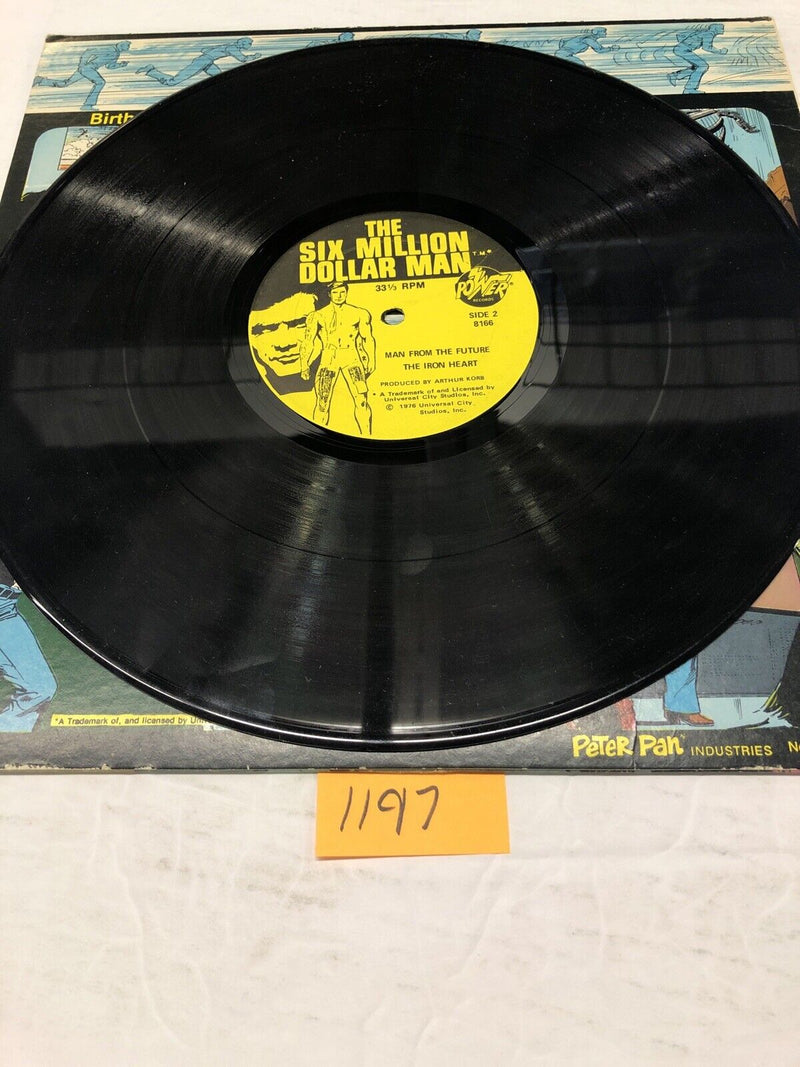 Birth
THE
SIX MILLION
DOLLAR MAN T.M.*
33⅓ RPM
POWER!
RECORDS
SIDE 2
8166
MAN FROM THE FUTURE
THE IRON HEART
PRODUCED BY ARTHUR KORB
* A Trademark of and Licensed by
Universal City Studios, Inc.
© 1976 Universal City
Studios, Inc.
*A Trademark of, and licensed by Uni
PETER PAN INDUSTRIES
1197